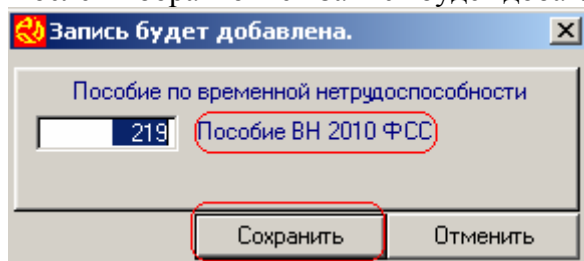 Запись будет добавлена.
Пособие по временной нетрудоспособности
219 Пособие ВН 2010 ФСС
Сохранить Отменить